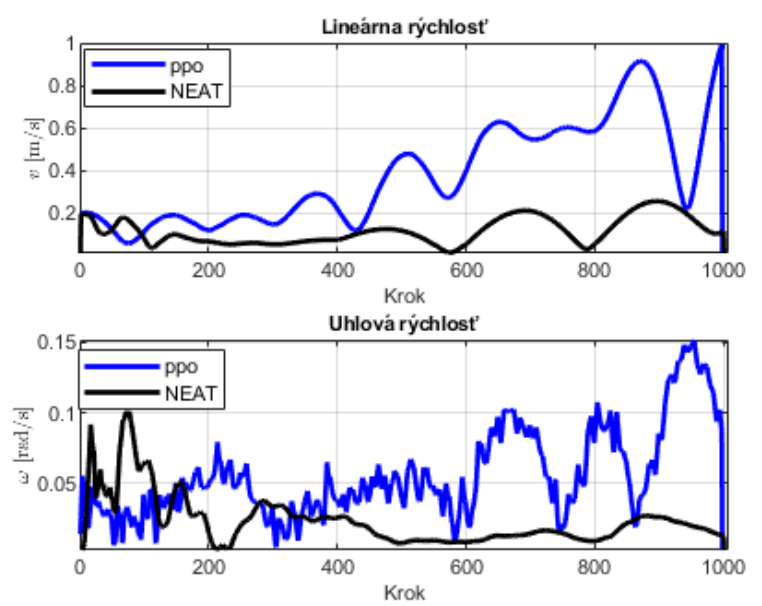 Lineárna rýchlosť
1
0.8
0.6
0.4
0.2
v [m/s]
ppo
NEAT
0 200 400 600 800 1000
Krok
Uhlová rýchlosť
0.15
0.1
0.05
ω [rad/s]
ppo
NEAT
0 200 400 600 800 1000
Krok